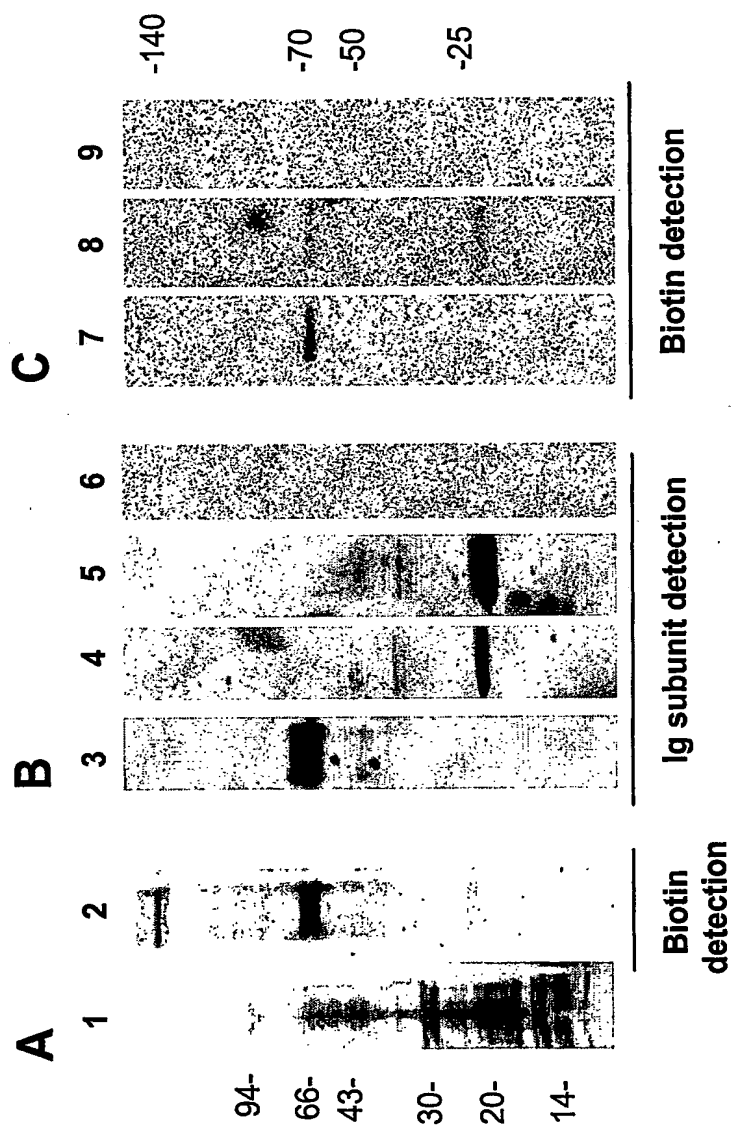 A
B
C
1
2
3
4
5
6
7
8
9
94-
66-
43-
30-
20-
14-
-140
-70
-50
-25
Biotin
detection
Ig subunit detection
Biotin detection